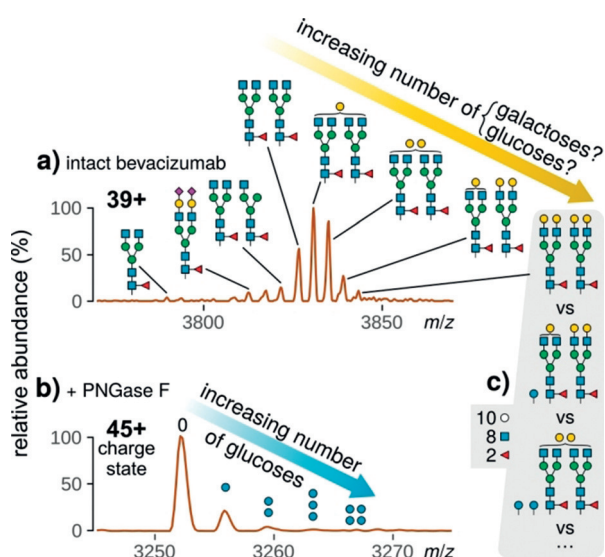 increasing number of { galactoses?
glucoses?
a) intact bevacizumab
39+
relative abundance (%)
100
50
0
3800
3850
m/z
b) + PNGase F
45+
charge
state
0
increasing number
of glucoses
100
50
0
3250
3260
3270
m/z
vs
vs
c)
10
8
2
vs
...